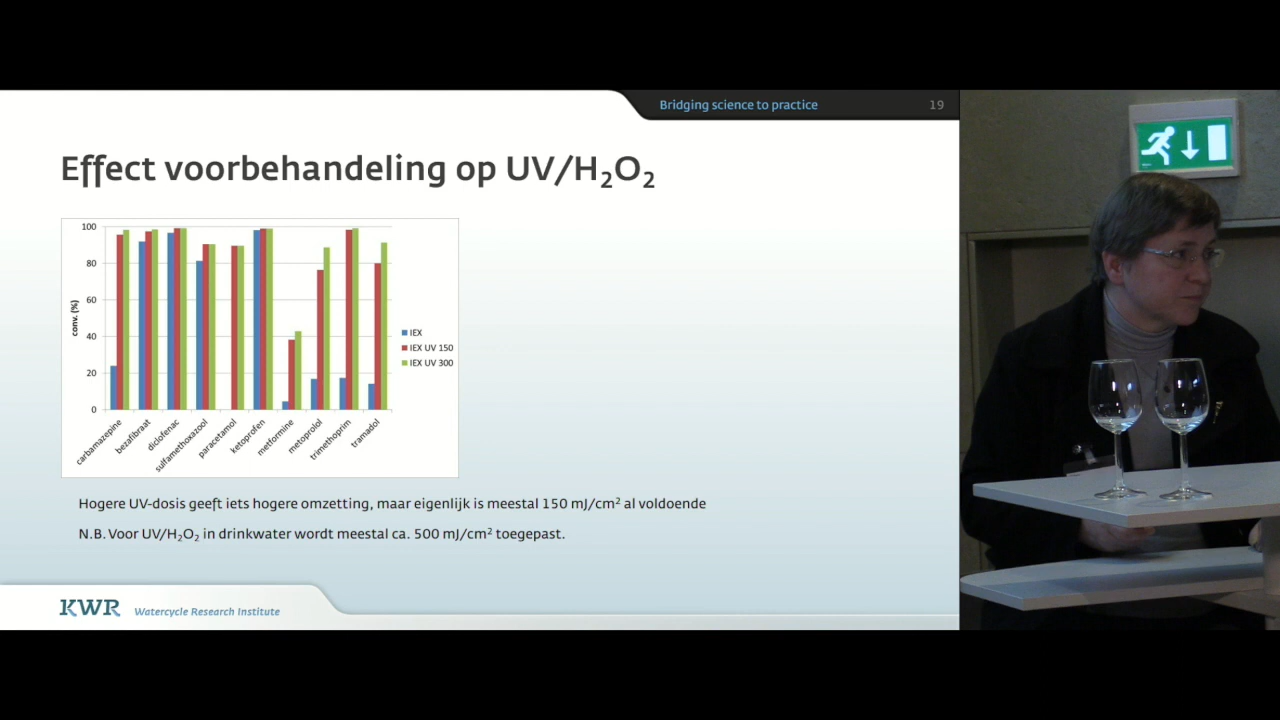 Bridging science to practice
19
Effect voorbehandeling op UV/H₂O₂
100
80
60
40
20
0
conv. (%)
carbamazepine
bezafibraat
diclofenac
sulfamethoxazool
paracetamol
ketoprofen
metformine
metoprolol
trimethoprim
tramadol
IEX
IEX UV 150
IEX UV 300
Hogere UV-dosis geeft iets hogere omzetting, maar eigenlijk is meestal 150 mJ/cm² al voldoende
N.B. Voor UV/H₂O₂ in drinkwater wordt meestal ca. 500 mJ/cm² toegepast.
KWR Watercycle Research Institute